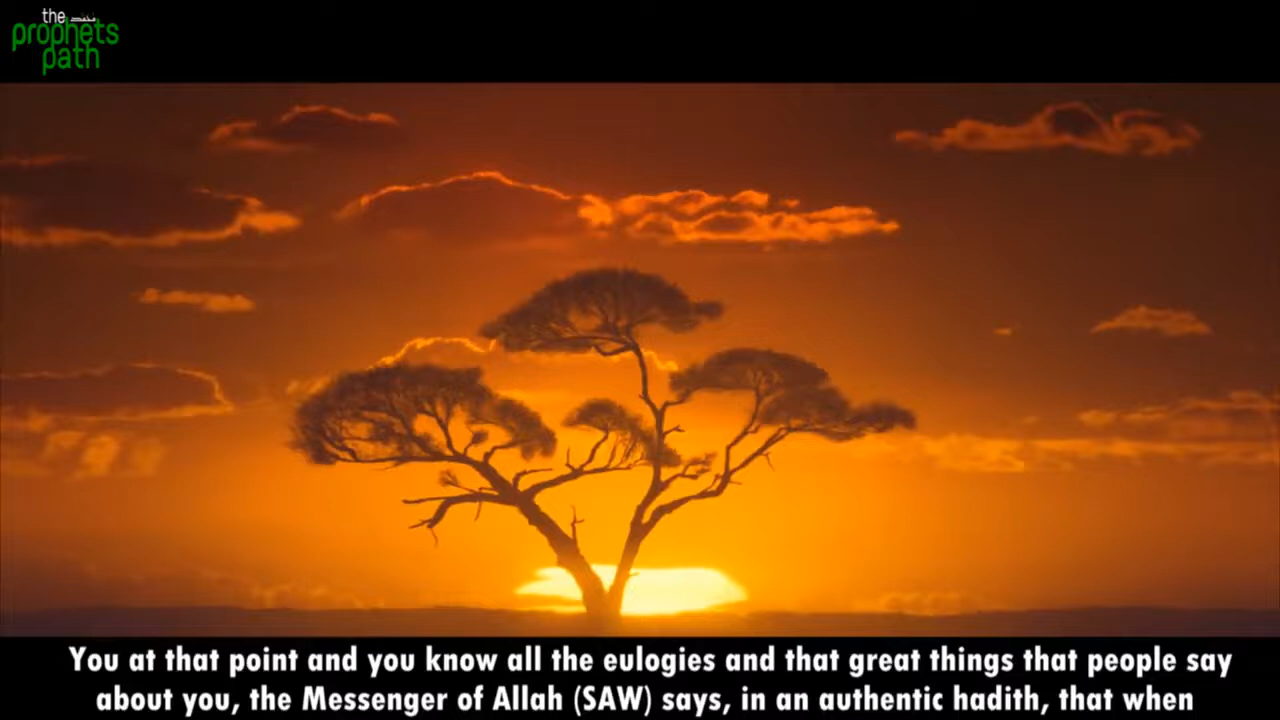 the
prophets
path
You at that point and you know all the eulogies and that great things that people say
about you, the Messenger of Allah (SAW) says, in an authentic hadith, that when